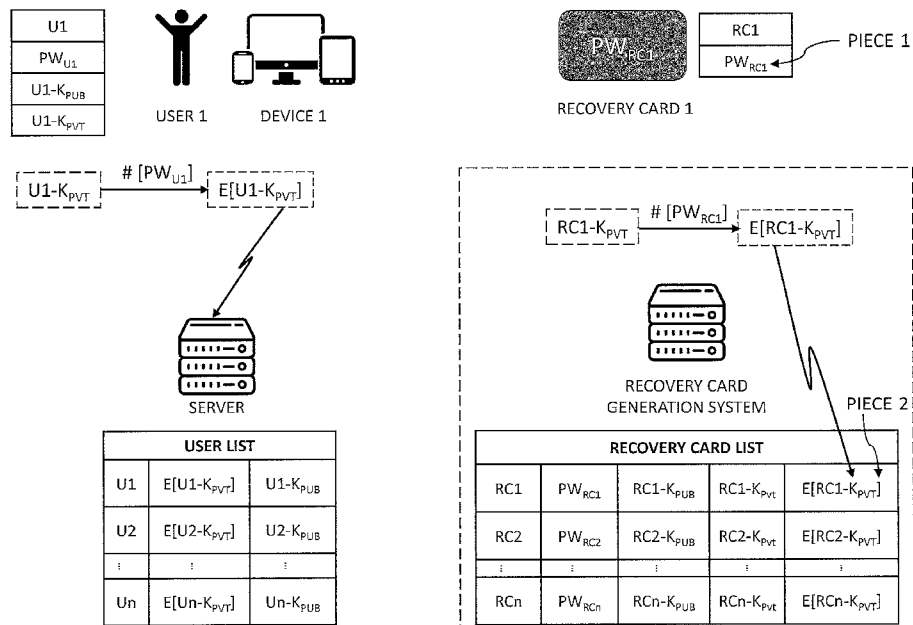 U1
PW_U1
U1-K_PUB
U1-K_PVT
USER 1
DEVICE 1
PW_RC1
RECOVERY CARD 1
RC1
PW_RC1
PIECE 1
U1-K_PVT
# [PW_U1]
E[U1-K_PVT]
SERVER
USER LIST
U1 E[U1-K_PVT] U1-K_PUB
U2 E[U2-K_PVT] U2-K_PUB
⋮ ⋮ ⋮
Un E[Un-K_PVT] Un-K_PUB
RC1-K_PVT
# [PW_RC1]
E[RC1-K_PVT]
RECOVERY CARD
GENERATION SYSTEM
PIECE 2
RECOVERY CARD LIST
RC1 PW_RC1 RC1-K_PUB RC1-K_Pvt E[RC1-K_PVT]
RC2 PW_RC2 RC2-K_PUB RC2-K_Pvt E[RC2-K_PVT]
⋮ ⋮ ⋮ ⋮ ⋮
RCn PW_RCn RCn-K_PUB RCn-K_Pvt E[RCn-K_PVT]